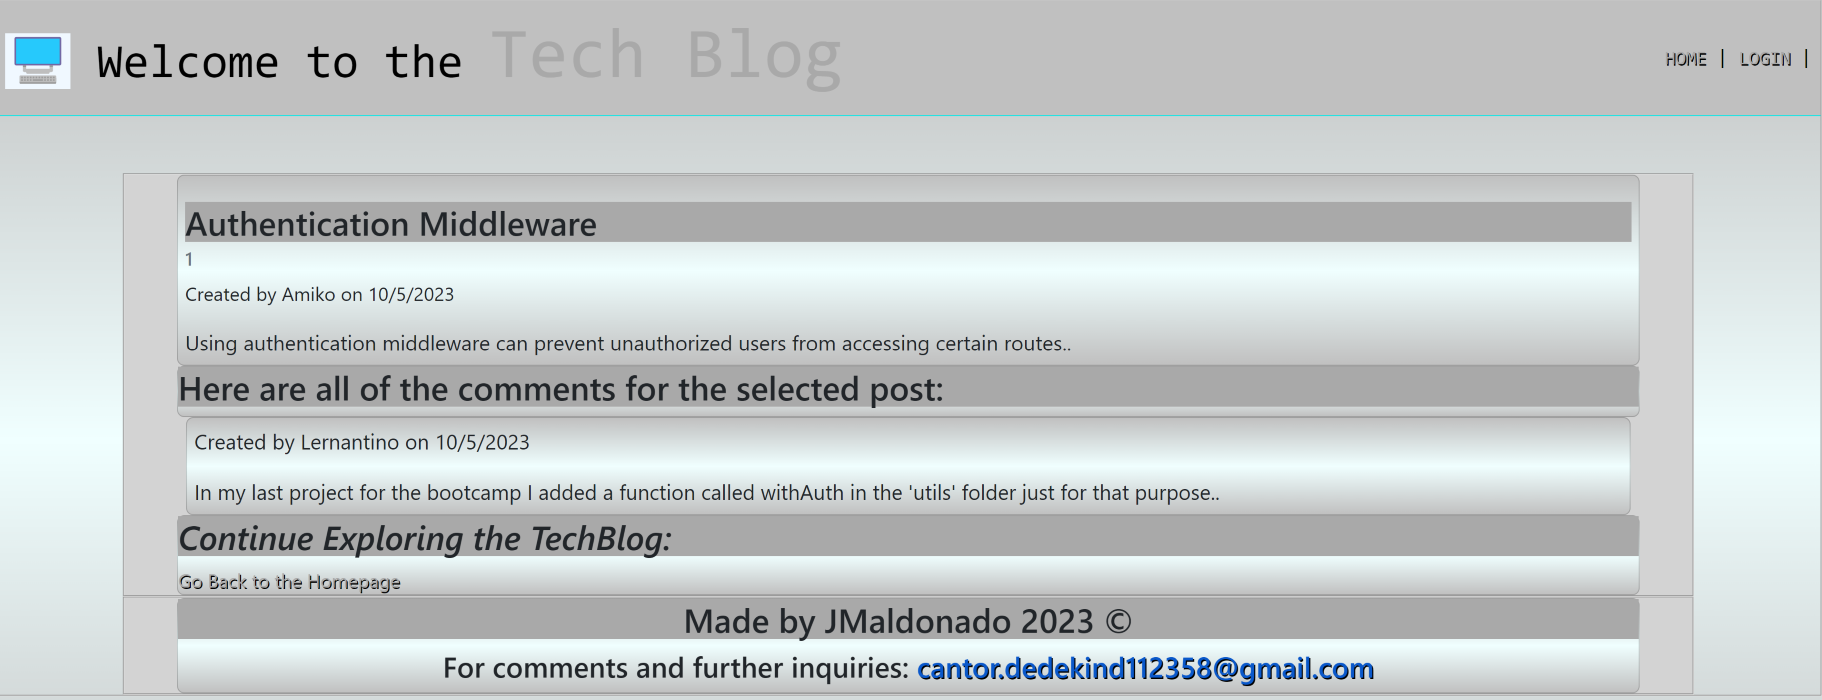 Welcome to the Tech Blog
HOME | LOGIN |
Authentication Middleware
1
Created by Amiko on 10/5/2023
Using authentication middleware can prevent unauthorized users from accessing certain routes..
Here are all of the comments for the selected post:
Created by Lernantino on 10/5/2023
In my last project for the bootcamp I added a function called withAuth in the 'utils' folder just for that purpose..
Continue Exploring the TechBlog:
Go Back to the Homepage
Made by JMaldonado 2023 ©
For comments and further inquiries: cantor.dedekind112358@gmail.com